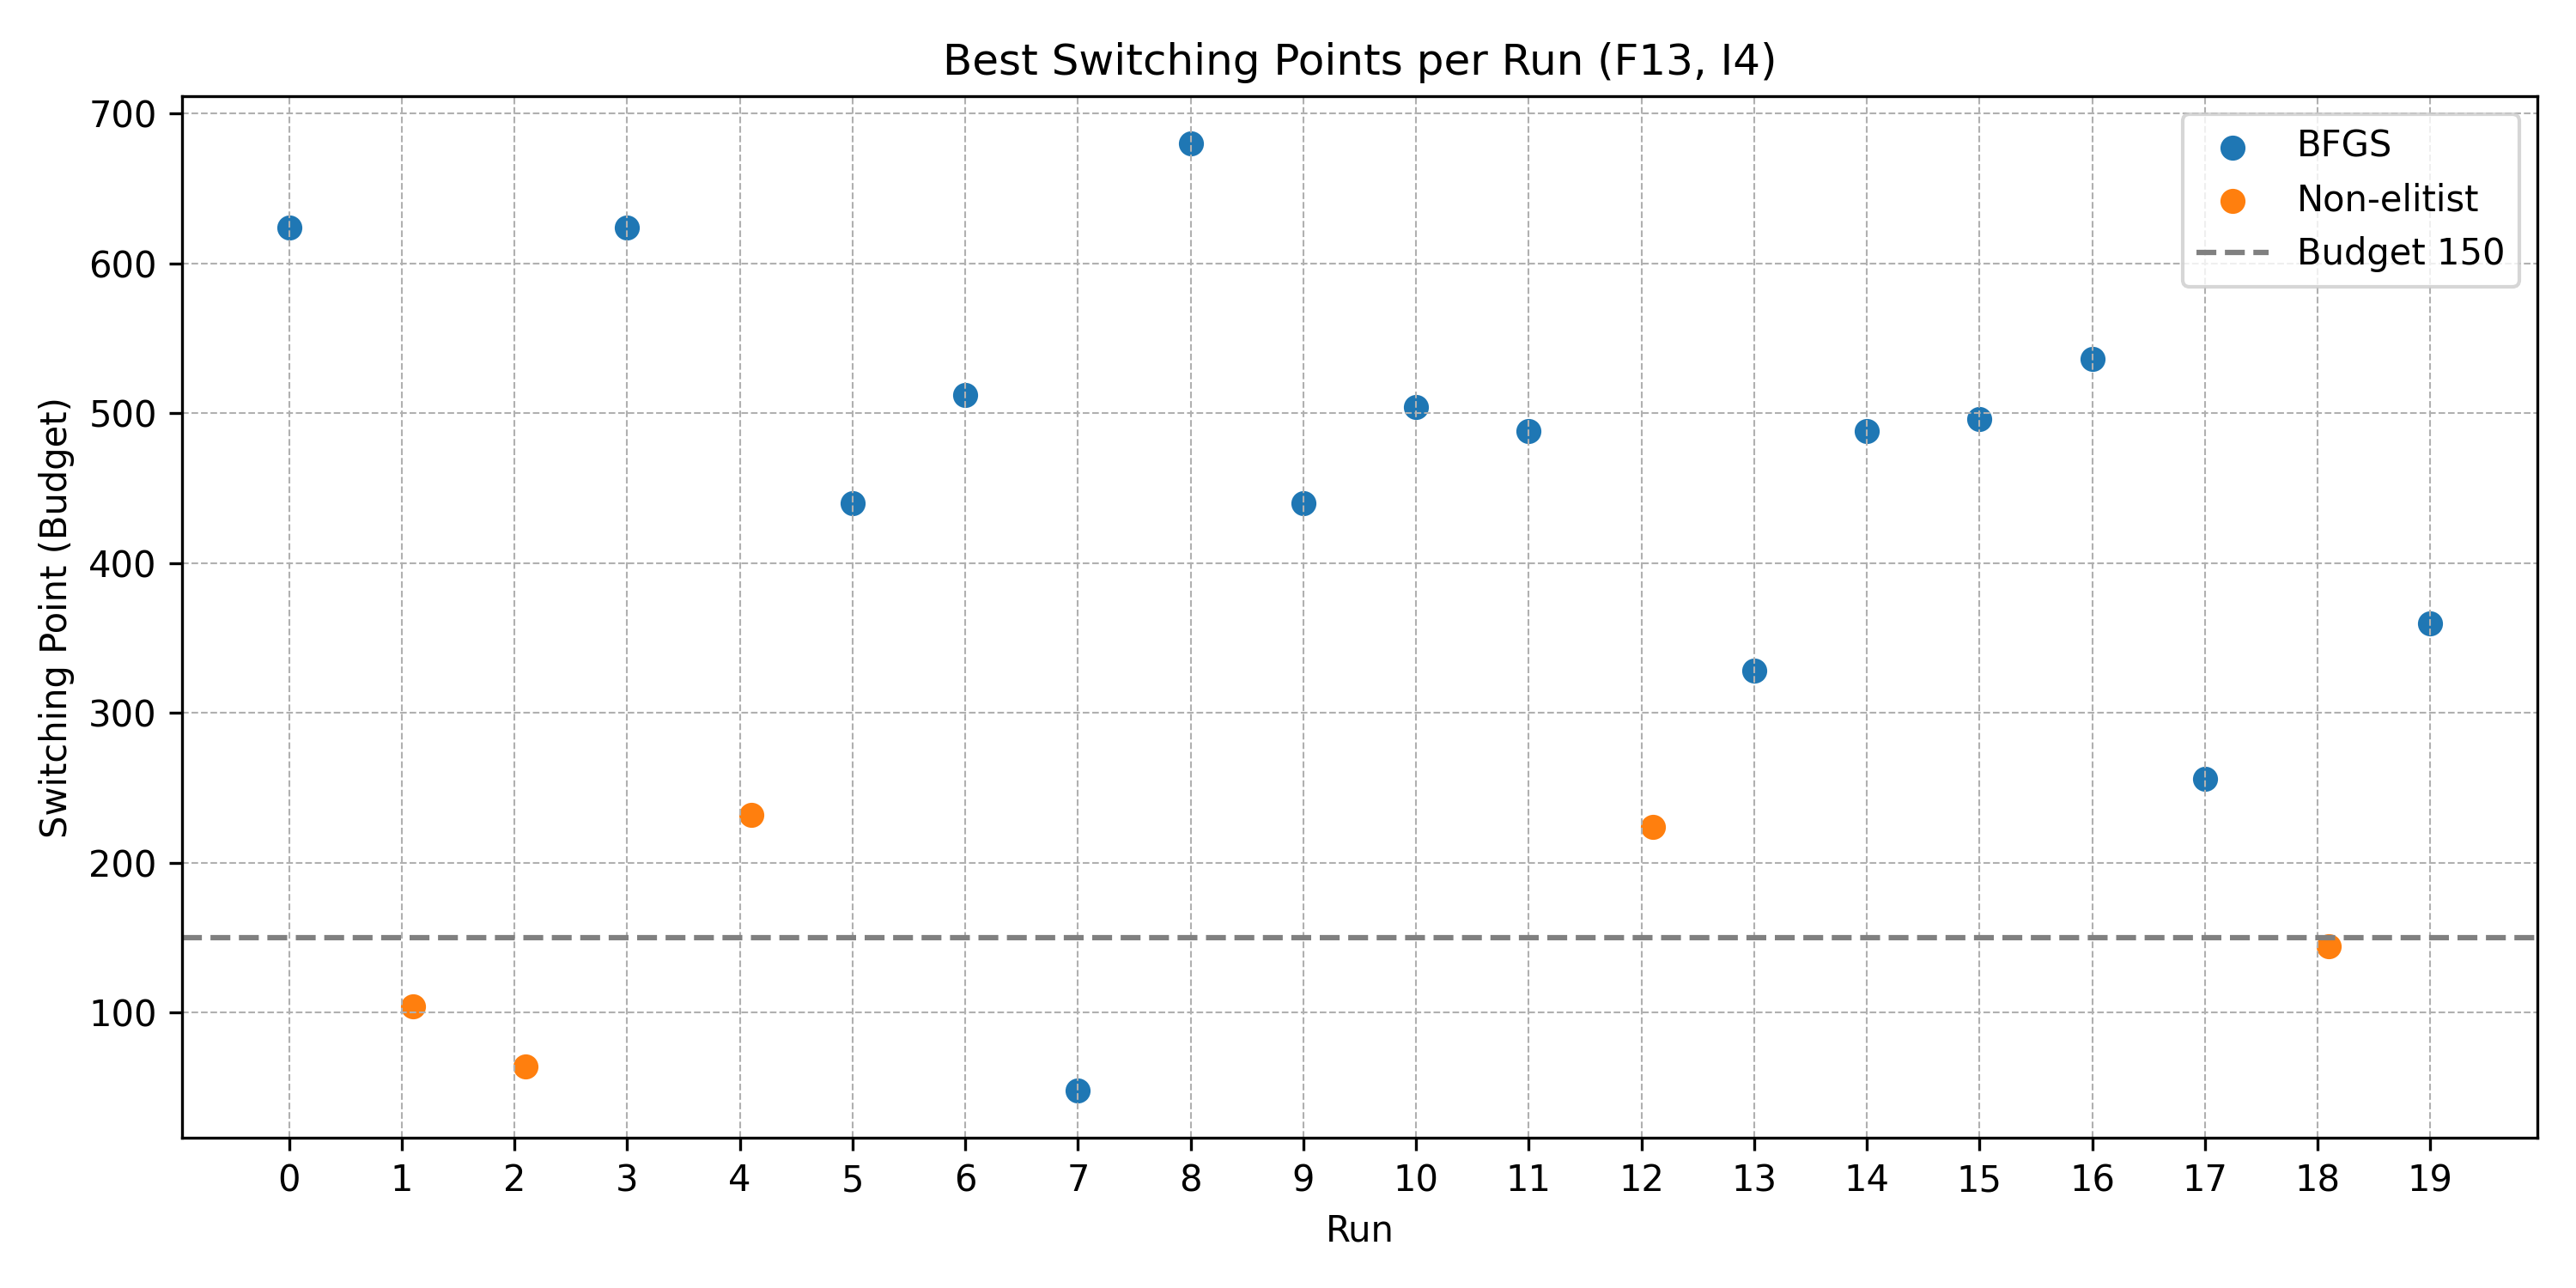 Best Switching Points per Run (F13, I4)
Switching Point (Budget)
700
600
500
400
300
200
100
BFGS
Non-elitist
Budget 150
0 1 2 3 4 5 6 7 8 9 10 11 12 13 14 15 16 17 18 19
Run